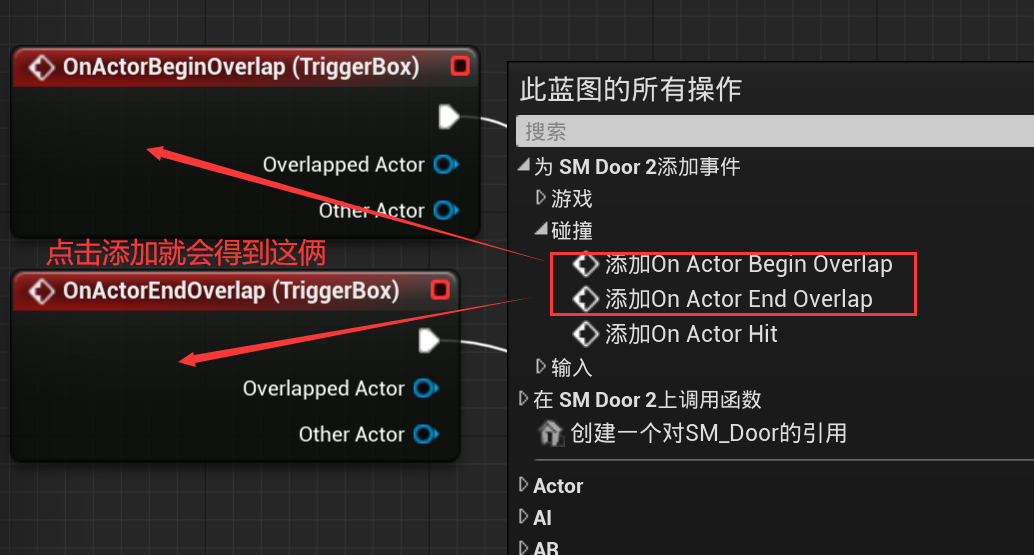 OnActorBeginOverlap (TriggerBox)
Overlapped Actor
Other Actor
点击添加就会得到这俩
OnActorEndOverlap (TriggerBox)
Overlapped Actor
Other Actor
此蓝图的所有操作
搜索
为 SM Door 2添加事件
游戏
碰撞
添加On Actor Begin Overlap
添加On Actor End Overlap
添加On Actor Hit
输入
在 SM Door 2上调用函数
创建一个对SM_Door的引用
Actor
AI
AR